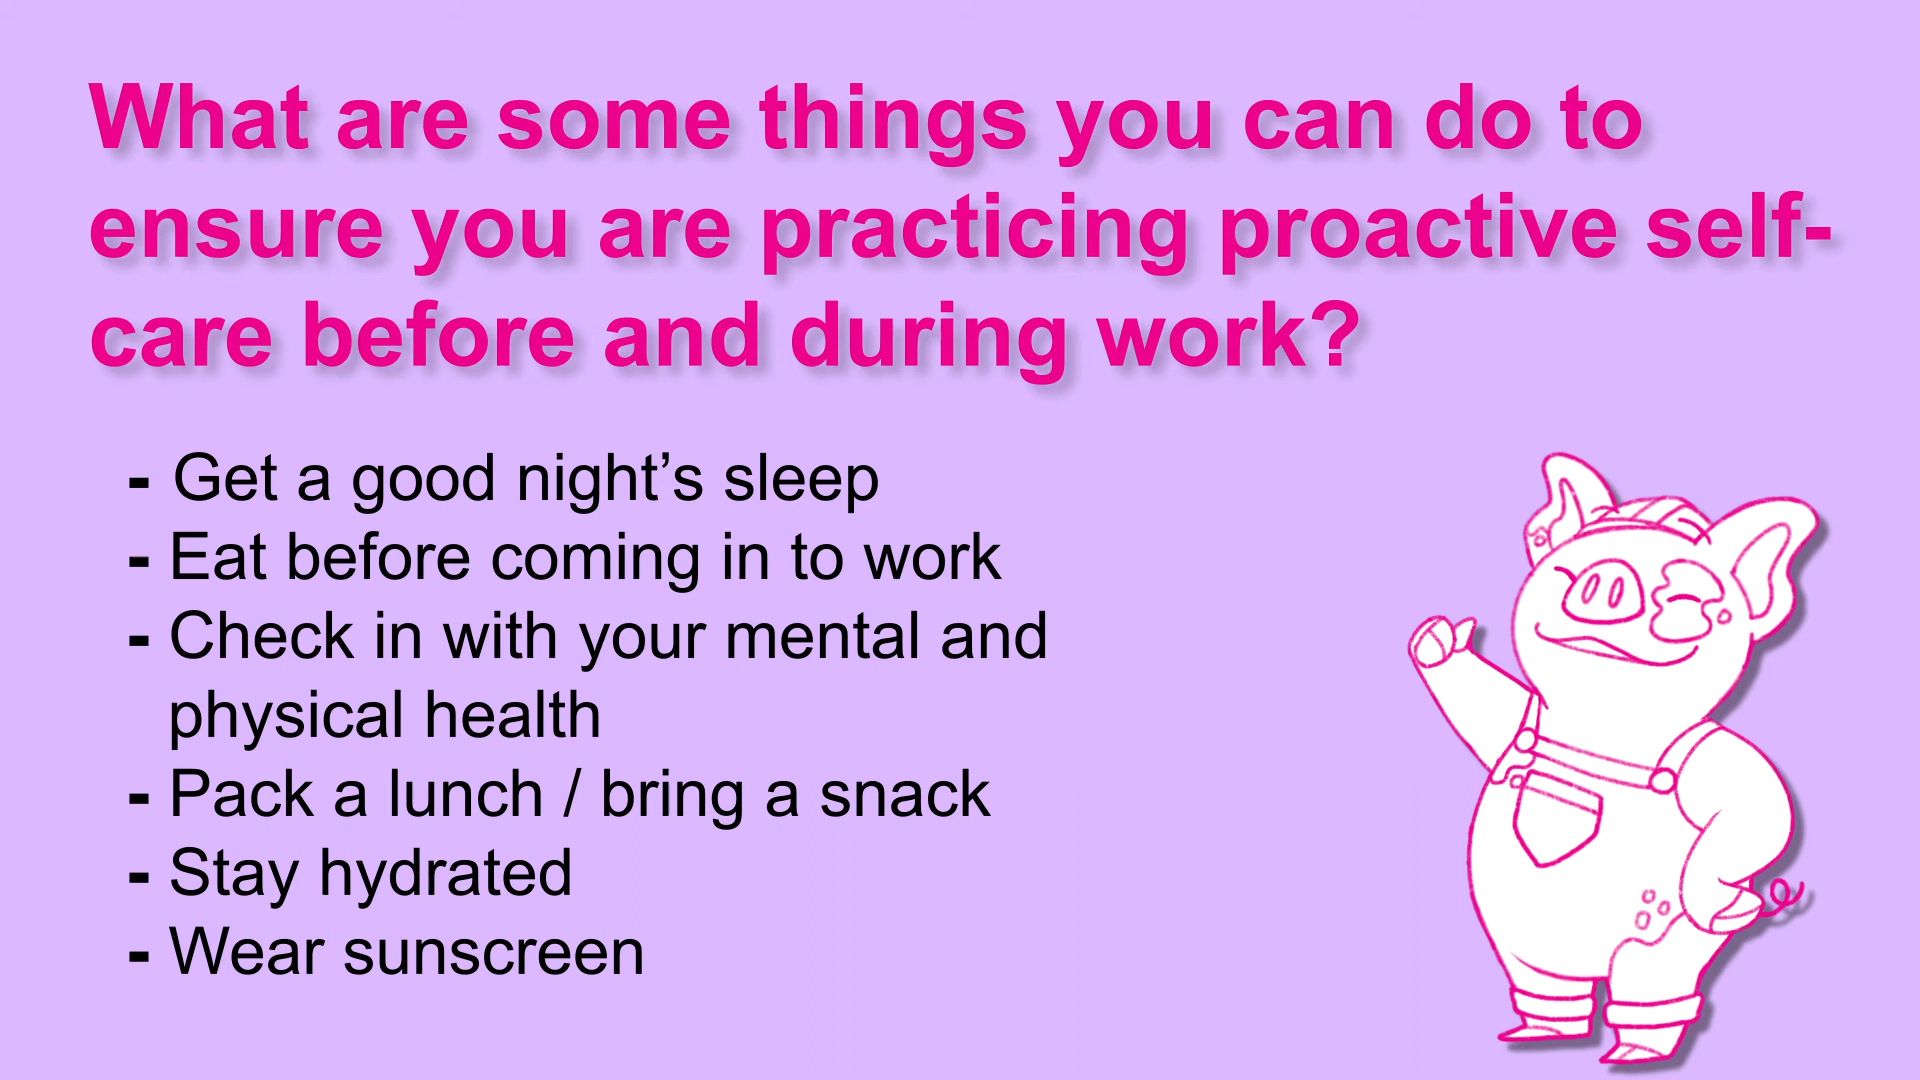 What are some things you can do to
ensure you are practicing proactive self-
care before and during work?
- Get a good night’s sleep
- Eat before coming in to work
- Check in with your mental and
physical health
- Pack a lunch / bring a snack
- Stay hydrated
- Wear sunscreen